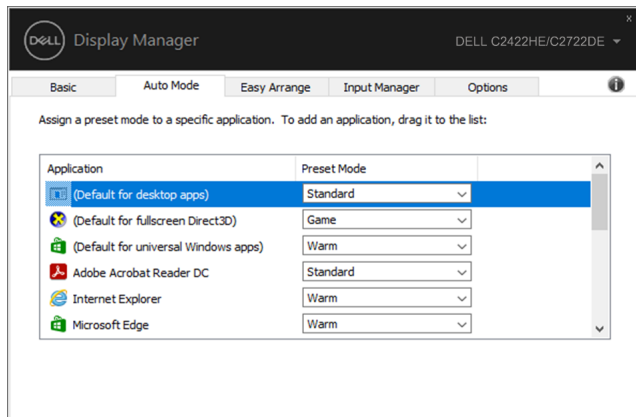 x
DELL Display Manager DELL C2422HE/C2722DE
Basic Auto Mode Easy Arrange Input Manager Options i
Assign a preset mode to a specific application. To add an application, drag it to the list:
Application Preset Mode
(Default for desktop apps) Standard
(Default for fullscreen Direct3D) Game
(Default for universal Windows apps) Warm
Adobe Acrobat Reader DC Standard
Internet Explorer Warm
Microsoft Edge Warm